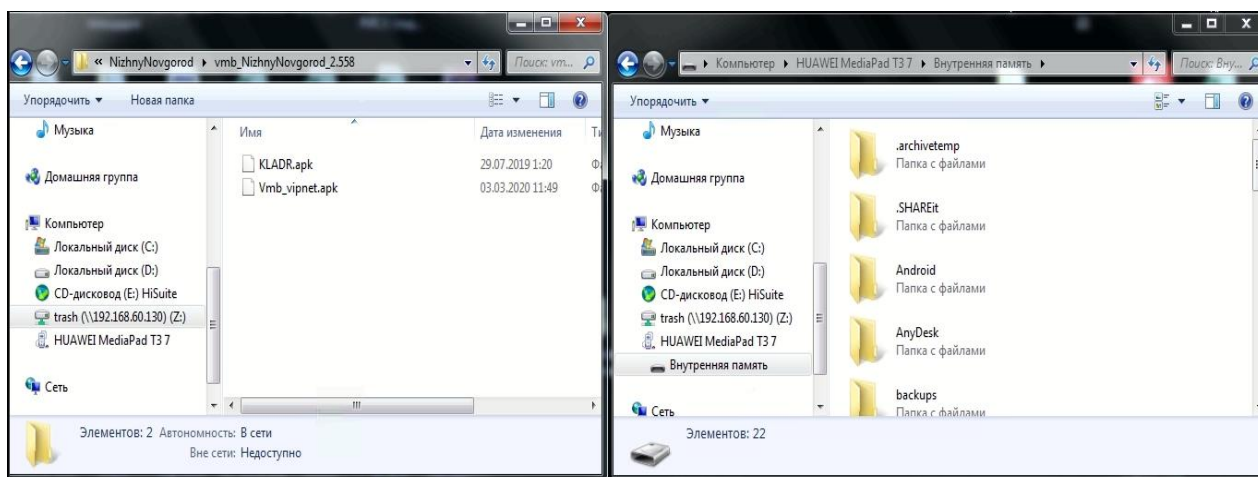 « NizhnyNovgorod ▸ vmb_NizhnyNovgorod_2.558
Поиск: vm...
Упорядочить ▾ Новая папка
Музыка
Домашняя группа
Компьютер
Локальный диск (C:)
Локальный диск (D:)
CD-дисковод (E:) HiSuite
trash (\\192.168.60.130) (Z:)
HUAWEI MediaPad T3 7
Сеть
Имя Дата изменения
KLADR.apk 29.07.2019 1:20
Vmb_vipnet.apk 03.03.2020 11:49
Элементов: 2 Автономность: В сети
Вне сети: Недоступно
▸ Компьютер ▸ HUAWEI MediaPad T3 7 ▸ Внутренняя память ▸
Поиск: Вну...
Упорядочить ▾
Музыка
Домашняя группа
Компьютер
Локальный диск (C:)
Локальный диск (D:)
CD-дисковод (E:) HiSuite
trash (\\192.168.60.130) (Z:)
HUAWEI MediaPad T3 7
Внутренняя память
Сеть
.archivetemp
Папка с файлами
.SHAREit
Папка с файлами
Android
Папка с файлами
AnyDesk
Папка с файлами
backups
Папка с файлами
Элементов: 22